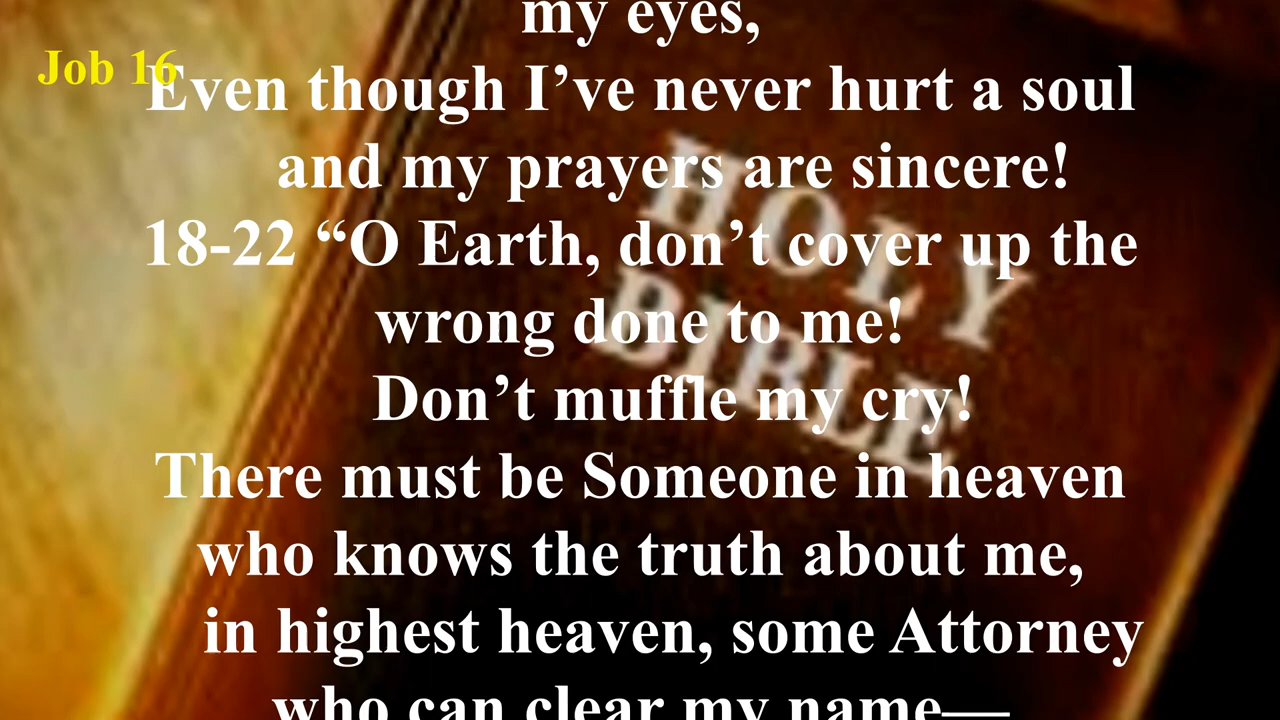 my eyes,
Job 16
Even though I’ve never hurt a soul
and my prayers are sincere!
18-22 “O Earth, don’t cover up the
wrong done to me!
Don’t muffle my cry!
There must be Someone in heaven
who knows the truth about me,
in highest heaven, some Attorney
who can clear my name—
HOLY
BIBLE